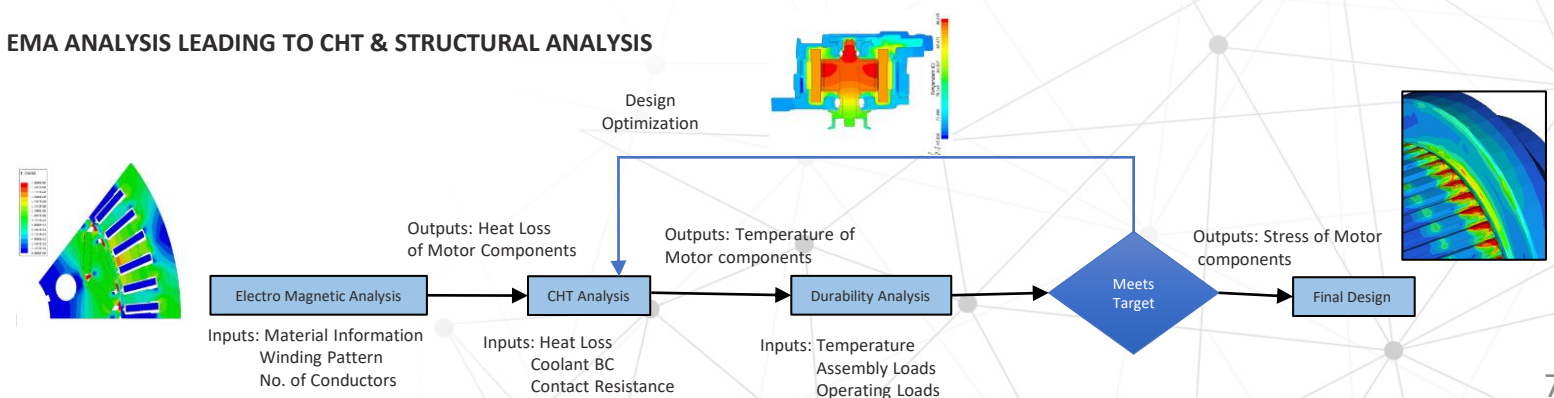 EMA ANALYSIS LEADING TO CHT & STRUCTURAL ANALYSIS
Design
Optimization
Outputs: Heat Loss
of Motor Components
Outputs: Temperature of
Motor components
Outputs: Stress of Motor
components
Electro Magnetic Analysis
CHT Analysis
Durability Analysis
Meets
Target
Final Design
Inputs: Material Information
Winding Pattern
No. of Conductors
Inputs: Heat Loss
Coolant BC
Contact Resistance
Inputs: Temperature
Assembly Loads
Operating Loads
Temperature (C)
7